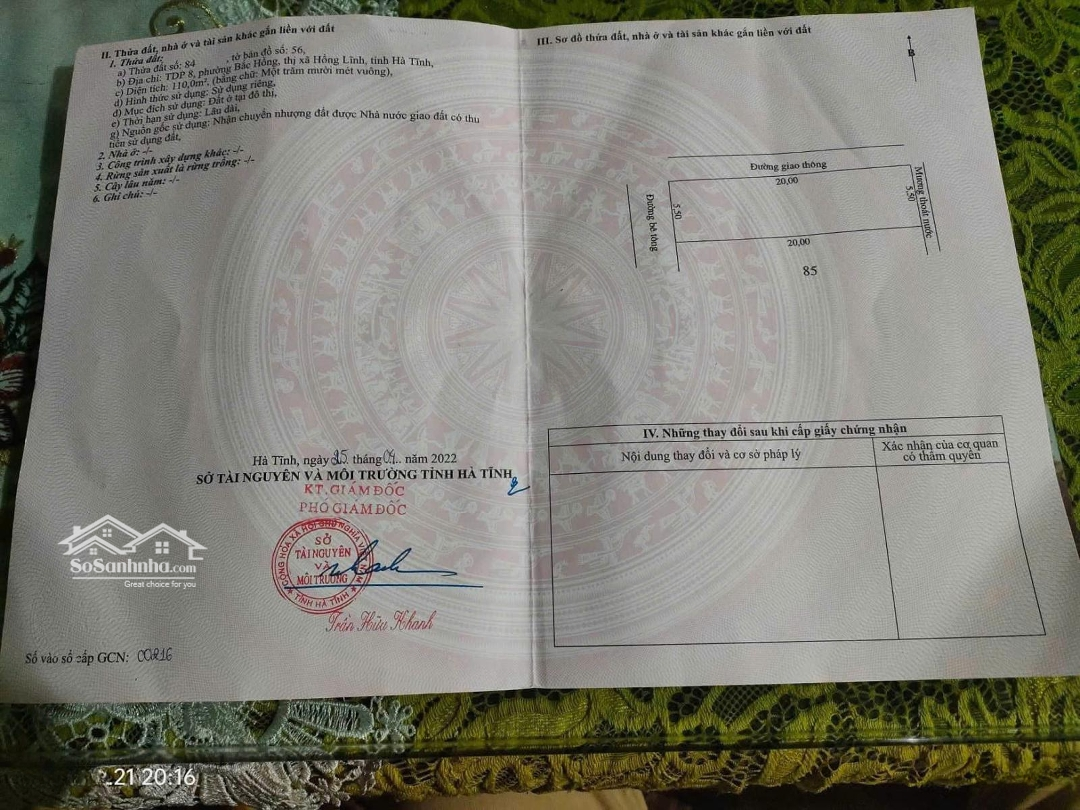 II. Thửa đất, nhà ở và tài sản khác gắn liền với đất
1. Thửa đất:
a) Thửa đất số: 84 , tờ bản đồ số: 56,
b) Địa chỉ: TDP 8, phường Bắc Hồng, thị xã Hồng Lĩnh, tỉnh Hà Tĩnh,
c) Diện tích: 110,0m², (bằng chữ: Một trăm mười mét vuông),
d) Hình thức sử dụng: Sử dụng riêng,
đ) Mục đích sử dụng: Đất ở tại đô thị,
e) Thời hạn sử dụng: Lâu dài,
g) Nguồn gốc sử dụng: Nhận chuyển nhượng đất được Nhà nước giao đất có thu
tiền sử dụng đất,
2. Nhà ở: -/-
3. Công trình xây dựng khác: -/-
4. Rừng sản xuất là rừng trồng: -/-
5. Cây lâu năm: -/-
6. Ghi chú: -/-
Hà Tĩnh, ngày 25 tháng 04 năm 2022
SỞ TÀI NGUYÊN VÀ MÔI TRƯỜNG TỈNH HÀ TĨNH
KT.GIÁM ĐỐC
PHÓ GIÁM ĐỐC
CỘNG HÒA XÃ HỘI CHỦ NGHĨA VIỆT NAM
SỞ
TÀI NGUYÊN
VÀ
MÔI TRƯỜNG
TỈNH HÀ TĨNH
Trần Hữu Khanh
Số vào sổ cấp GCN: 00216
III. Sơ đồ thửa đất, nhà ở và tài sản khác gắn liền với đất
B
Đường giao thông
20,00
Đường bê tông
5,50
5,50
Mương thoát nước
20,00
85
IV. Những thay đổi sau khi cấp giấy chứng nhận
Nội dung thay đổi và cơ sở pháp lý
Xác nhận của cơ quan
có thẩm quyền
SoSanhnha.com
Great choice for you
21 20:16